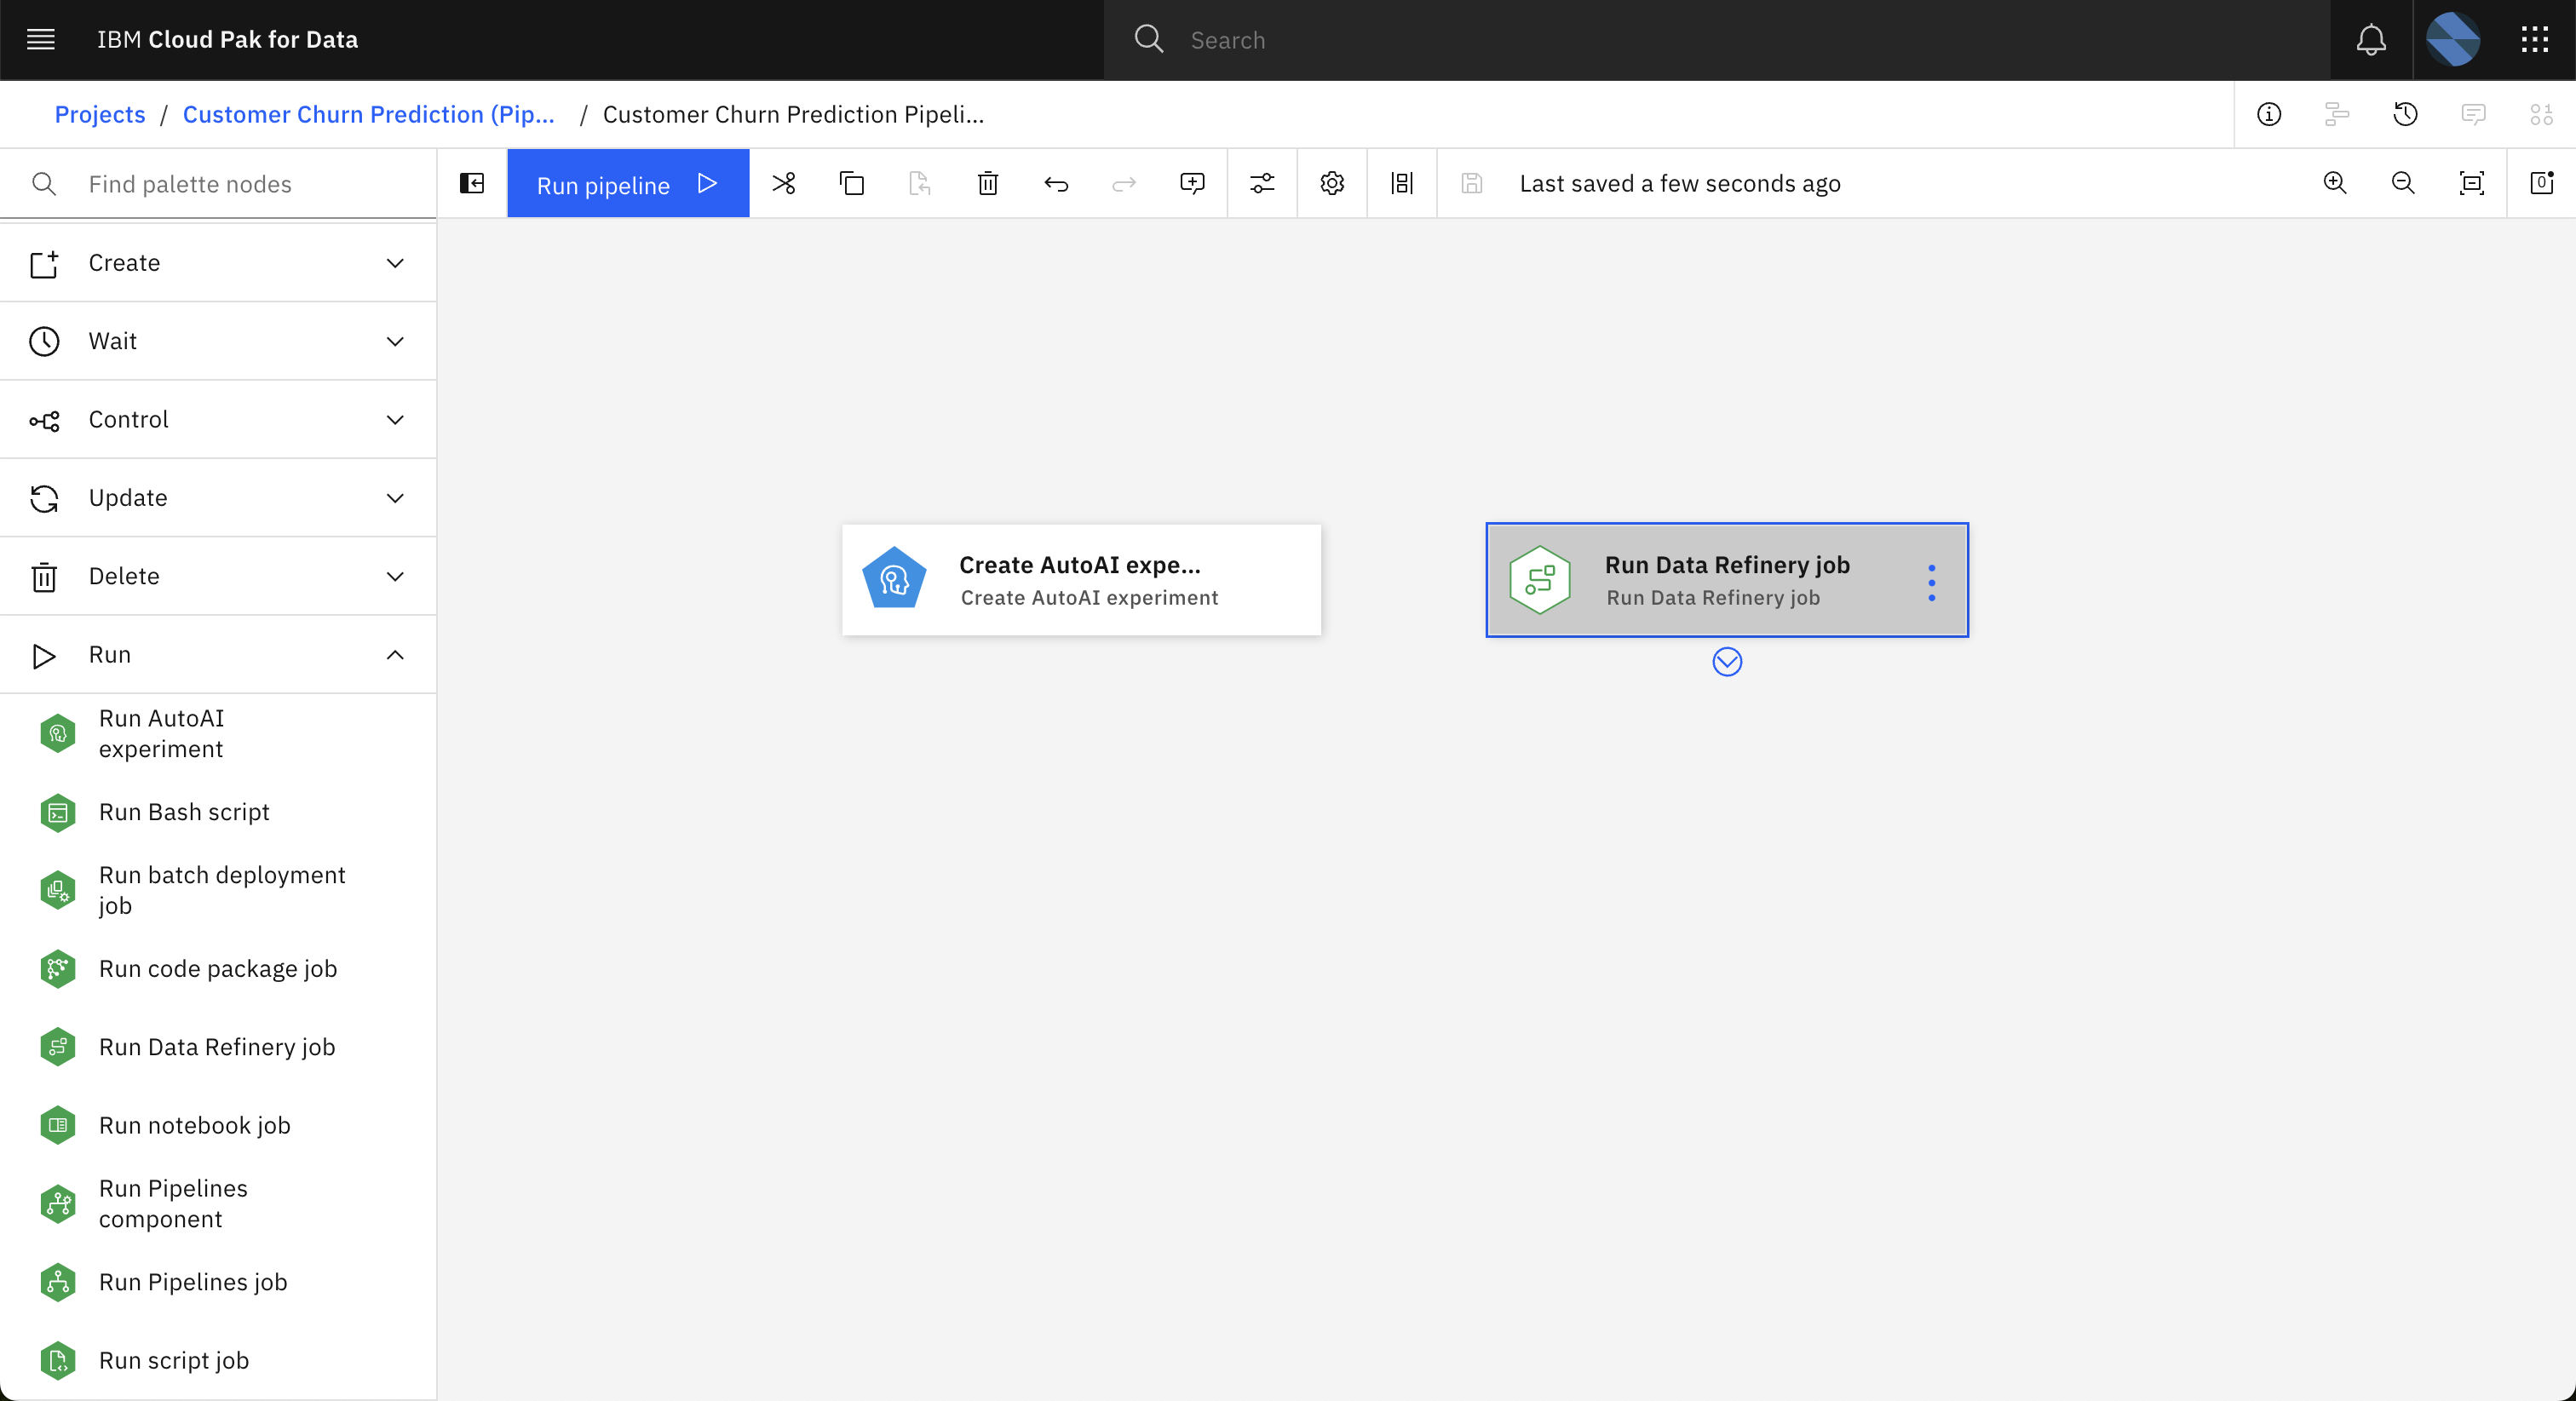 IBM Cloud Pak for Data
Search
Projects / Customer Churn Prediction (Pip... / Customer Churn Prediction Pipeli...
Find palette nodes
Run pipeline
Last saved a few seconds ago
0
Create
Wait
Control
Update
Delete
Run
Run AutoAI
experiment
Run Bash script
Run batch deployment
job
Run code package job
Run Data Refinery job
Run notebook job
Run Pipelines
component
Run Pipelines job
Run script job
Create AutoAI expe...
Create AutoAI experiment
Run Data Refinery job
Run Data Refinery job